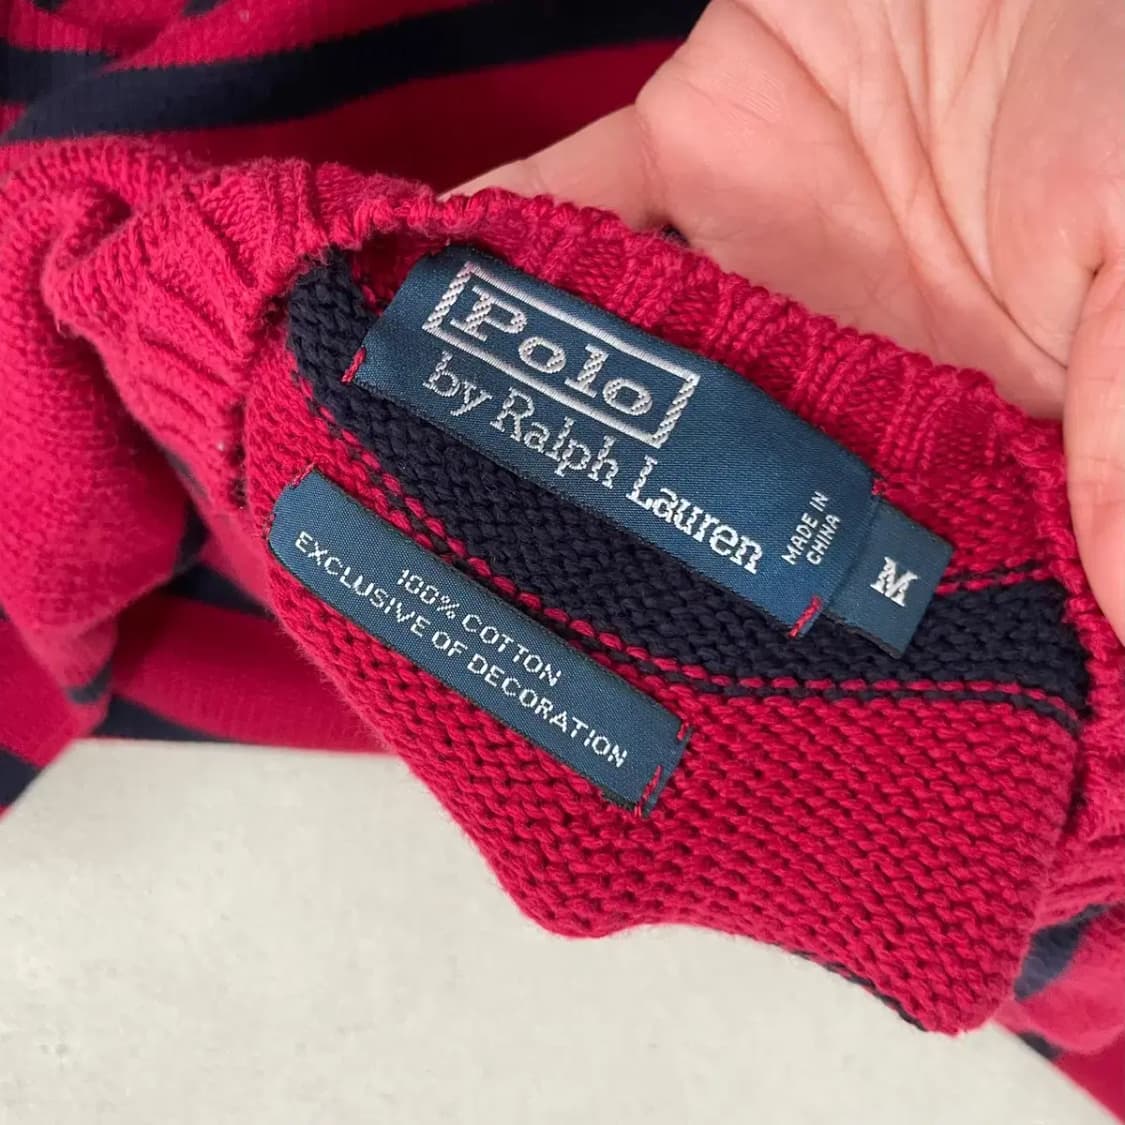 Polo
by Ralph Lauren
MADE IN
CHINA
M
100% COTTON
EXCLUSIVE OF DECORATION